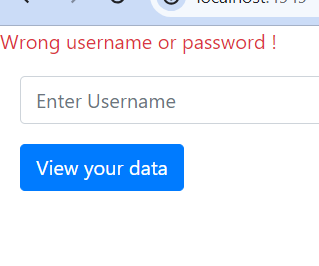 Wrong username or password !
Enter Username
View your data